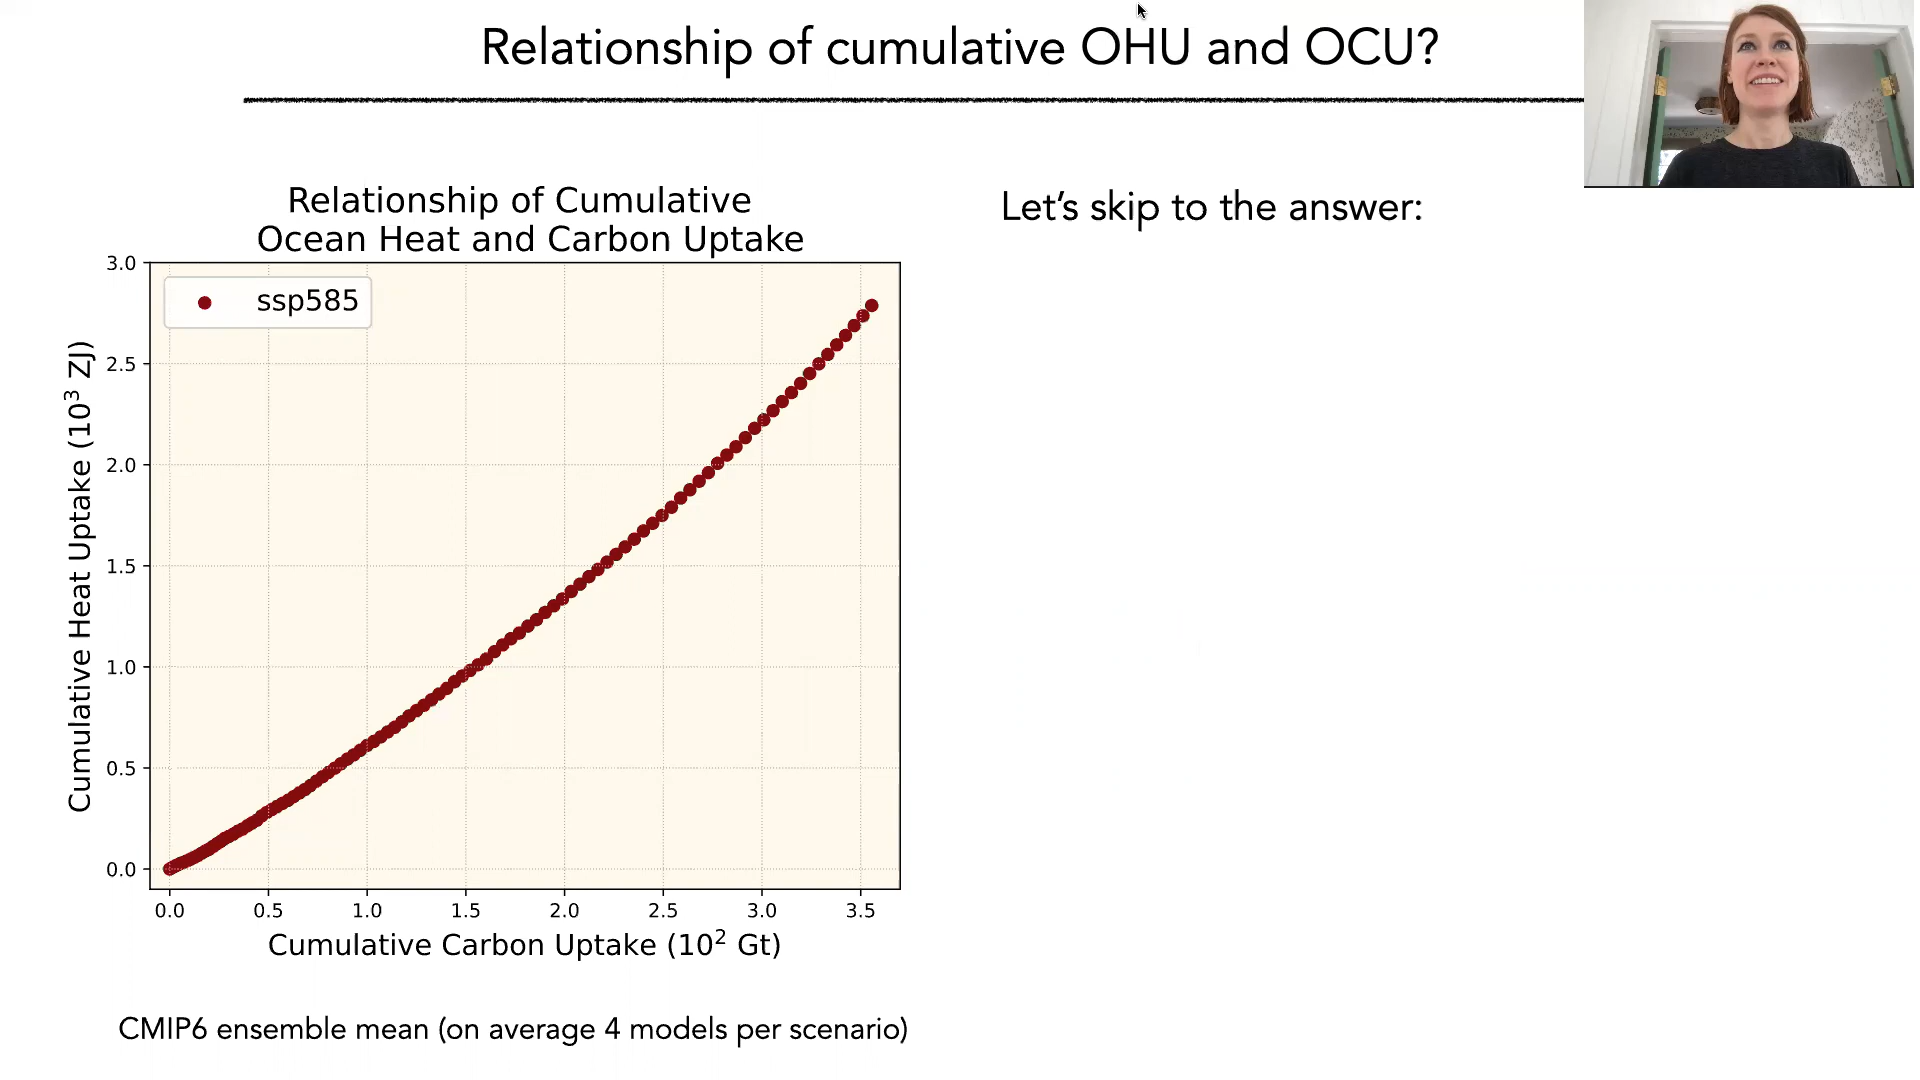 Relationship of cumulative OHU and OCU?
Relationship of Cumulative
Ocean Heat and Carbon Uptake
Let's skip to the answer:
ssp585
3.0
2.5
2.0
1.5
1.0
0.5
0.0
Cumulative Heat Uptake (10³ ZJ)
0.0 0.5 1.0 1.5 2.0 2.5 3.0 3.5
Cumulative Carbon Uptake (10² Gt)
CMIP6 ensemble mean (on average 4 models per scenario)